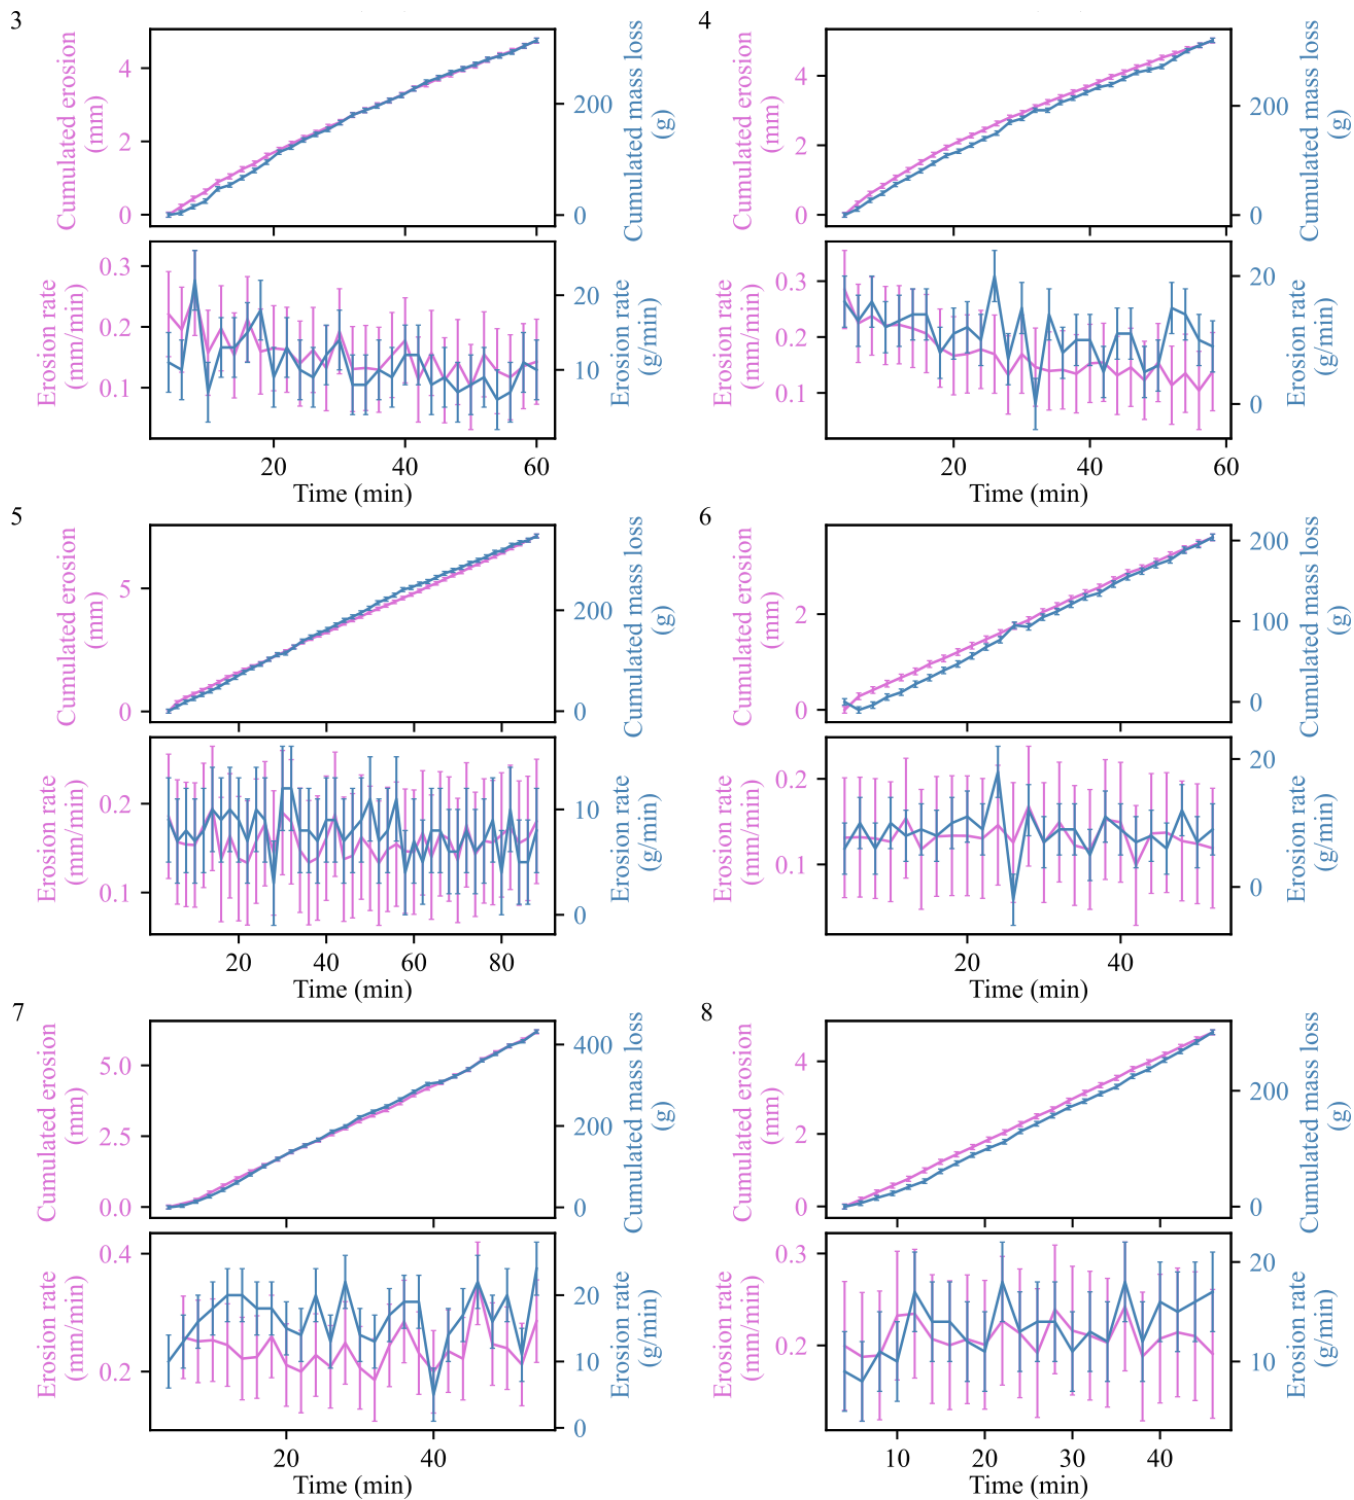 3
Cumulated erosion
(mm)
4
2
0
200
0
Cumulated mass loss
(g)
Erosion rate
(mm/min)
0.3
0.2
0.1
20
10
Erosion rate
(g/min)
20 40 60
Time (min)
4
Cumulated erosion
(mm)
4
2
0
200
0
Cumulated mass loss
(g)
Erosion rate
(mm/min)
0.3
0.2
0.1
20
0
Erosion rate
(g/min)
20 40 60
Time (min)
5
Cumulated erosion
(mm)
5
0
200
0
Cumulated mass loss
(g)
Erosion rate
(mm/min)
0.2
0.1
10
0
Erosion rate
(g/min)
20 40 60 80
Time (min)
6
Cumulated erosion
(mm)
2
0
200
100
0
Cumulated mass loss
(g)
Erosion rate
(mm/min)
0.2
0.1
20
0
Erosion rate
(g/min)
20 40
Time (min)
7
Cumulated erosion
(mm)
5.0
2.5
0.0
400
200
0
Cumulated mass loss
(g)
Erosion rate
(mm/min)
0.4
0.2
20
10
0
Erosion rate
(g/min)
20 40
Time (min)
8
Cumulated erosion
(mm)
4
2
0
200
0
Cumulated mass loss
(g)
Erosion rate
(mm/min)
0.3
0.2
20
10
Erosion rate
(g/min)
10 20 30 40
Time (min)